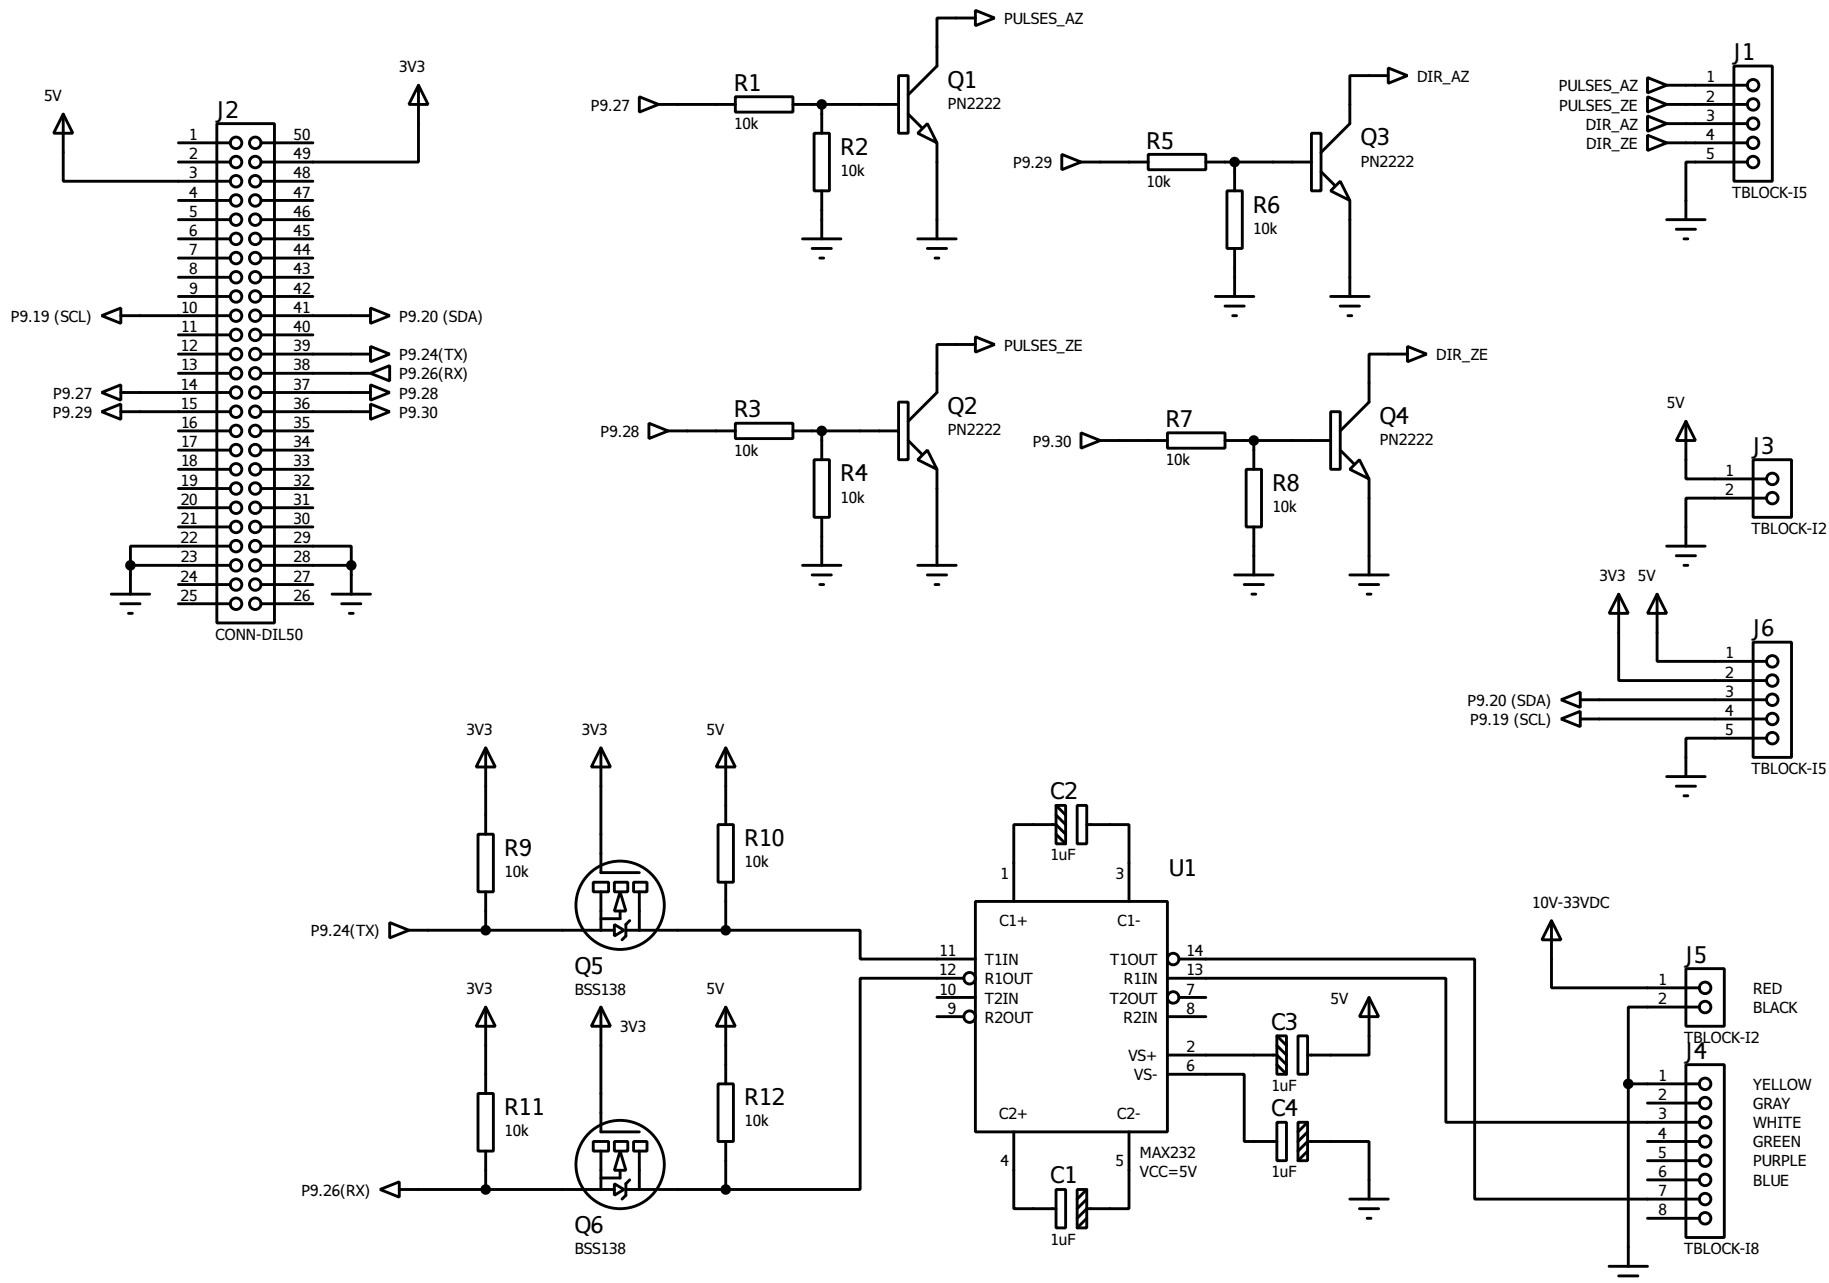 5V
3V3
J2
1
2
3
4
5
6
7
8
9
10
11
12
13
14
15
16
17
18
19
20
21
22
23
24
25
50
49
48
47
46
45
44
43
42
41
40
39
38
37
36
35
34
33
32
31
30
29
28
27
26
P9.19 (SCL)
P9.27
P9.29
P9.20 (SDA)
P9.24(TX)
P9.26(RX)
P9.28
P9.30
CONN-DIL50
PULSES_AZ
P9.27
R1
10k
R2
10k
Q1
PN2222
DIR_AZ
P9.29
R5
10k
R6
10k
Q3
PN2222
PULSES_ZE
P9.28
R3
10k
R4
10k
Q2
PN2222
DIR_ZE
P9.30
R7
10k
R8
10k
Q4
PN2222
J1
PULSES_AZ 1
PULSES_ZE 2
DIR_AZ 3
DIR_ZE 4
5
TBLOCK-I5
5V
J3
1
2
TBLOCK-I2
3V3 5V
J6
1
2
P9.20 (SDA) 3
P9.19 (SCL) 4
5
TBLOCK-I5
3V3
3V3
5V
R9
10k
R10
10k
P9.24(TX)
Q5
BSS138
3V3
3V3
5V
R11
10k
R12
10k
P9.26(RX)
Q6
BSS138
C2
1uF
1
3
U1
C1+
C1-
11 T1IN
12 R1OUT
10 T2IN
9 R2OUT
T1OUT 14
R1IN 13
T2OUT 7
R2IN 8
VS+ 2
VS- 6
C2+
C2-
4
5
MAX232
VCC=5V
C1
1uF
C3
1uF
5V
C4
1uF
10V-33VDC
J5
1 RED
2 BLACK
TBLOCK-I2
J4
1 YELLOW
2 GRAY
3 WHITE
4 GREEN
5 PURPLE
6 BLUE
7
8
TBLOCK-I8